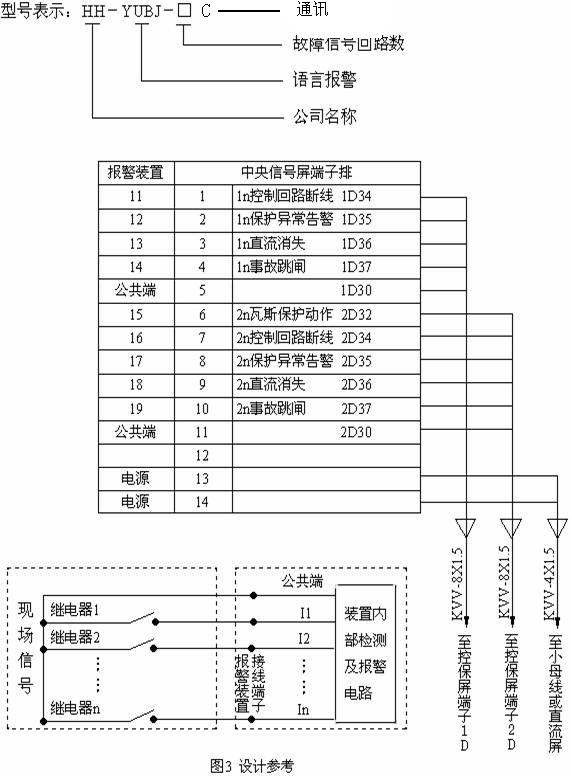 型号表示: HH-YUBJ-□ C 通讯
故障信号回路数
语言报警
公司名称
报警装置 中央信号屏端子排
11 1 1n控制回路断线 1D34
12 2 1n保护异常告警 1D35
13 3 1n直流消失 1D36
14 4 1n事故跳闸 1D37
公共端 5 1D30
15 6 2n瓦斯保护动作 2D32
16 7 2n控制回路断线 2D34
17 8 2n保护异常告警 2D35
18 9 2n直流消失 2D36
19 10 2n事故跳闸 2D37
公共端 11 2D30
12
电源 13
电源 14
KVV-8X1.5
KVV-8X1.5
KVV-4X1.5
至控保屏端子1D
至控保屏端子2D
至小母线或直流屏
现场信号
继电器1
继电器2
继电器n
公共端
I1
I2
In
报警装置
接线端子
装置内
部检测
及报警
电路
图3 设计参考